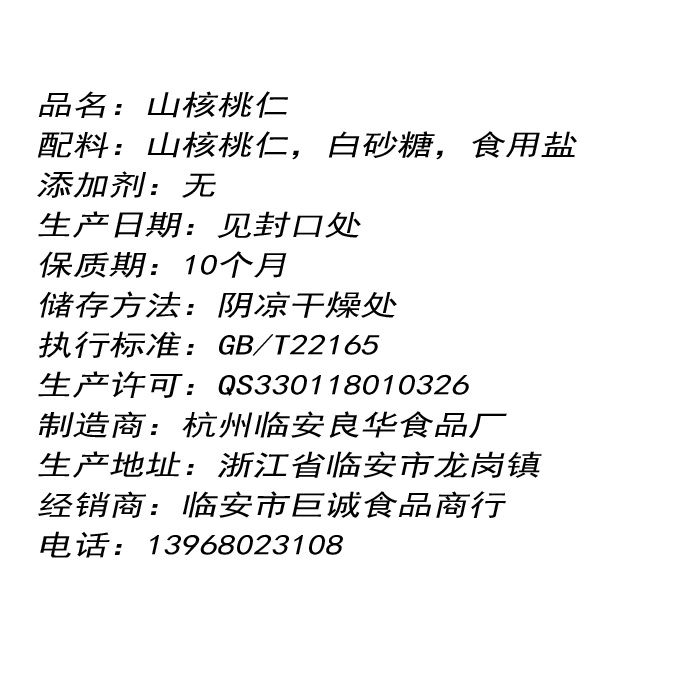 品名：山核桃仁
配料：山核桃仁，白砂糖，食用盐
添加剂：无
生产日期：见封口处
保质期：10个月
储存方法：阴凉干燥处
执行标准：GB/T22165
生产许可：QS330118010326
制造商：杭州临安良华食品厂
生产地址：浙江省临安市龙岗镇
经销商：临安市巨诚食品商行
电话：13968023108